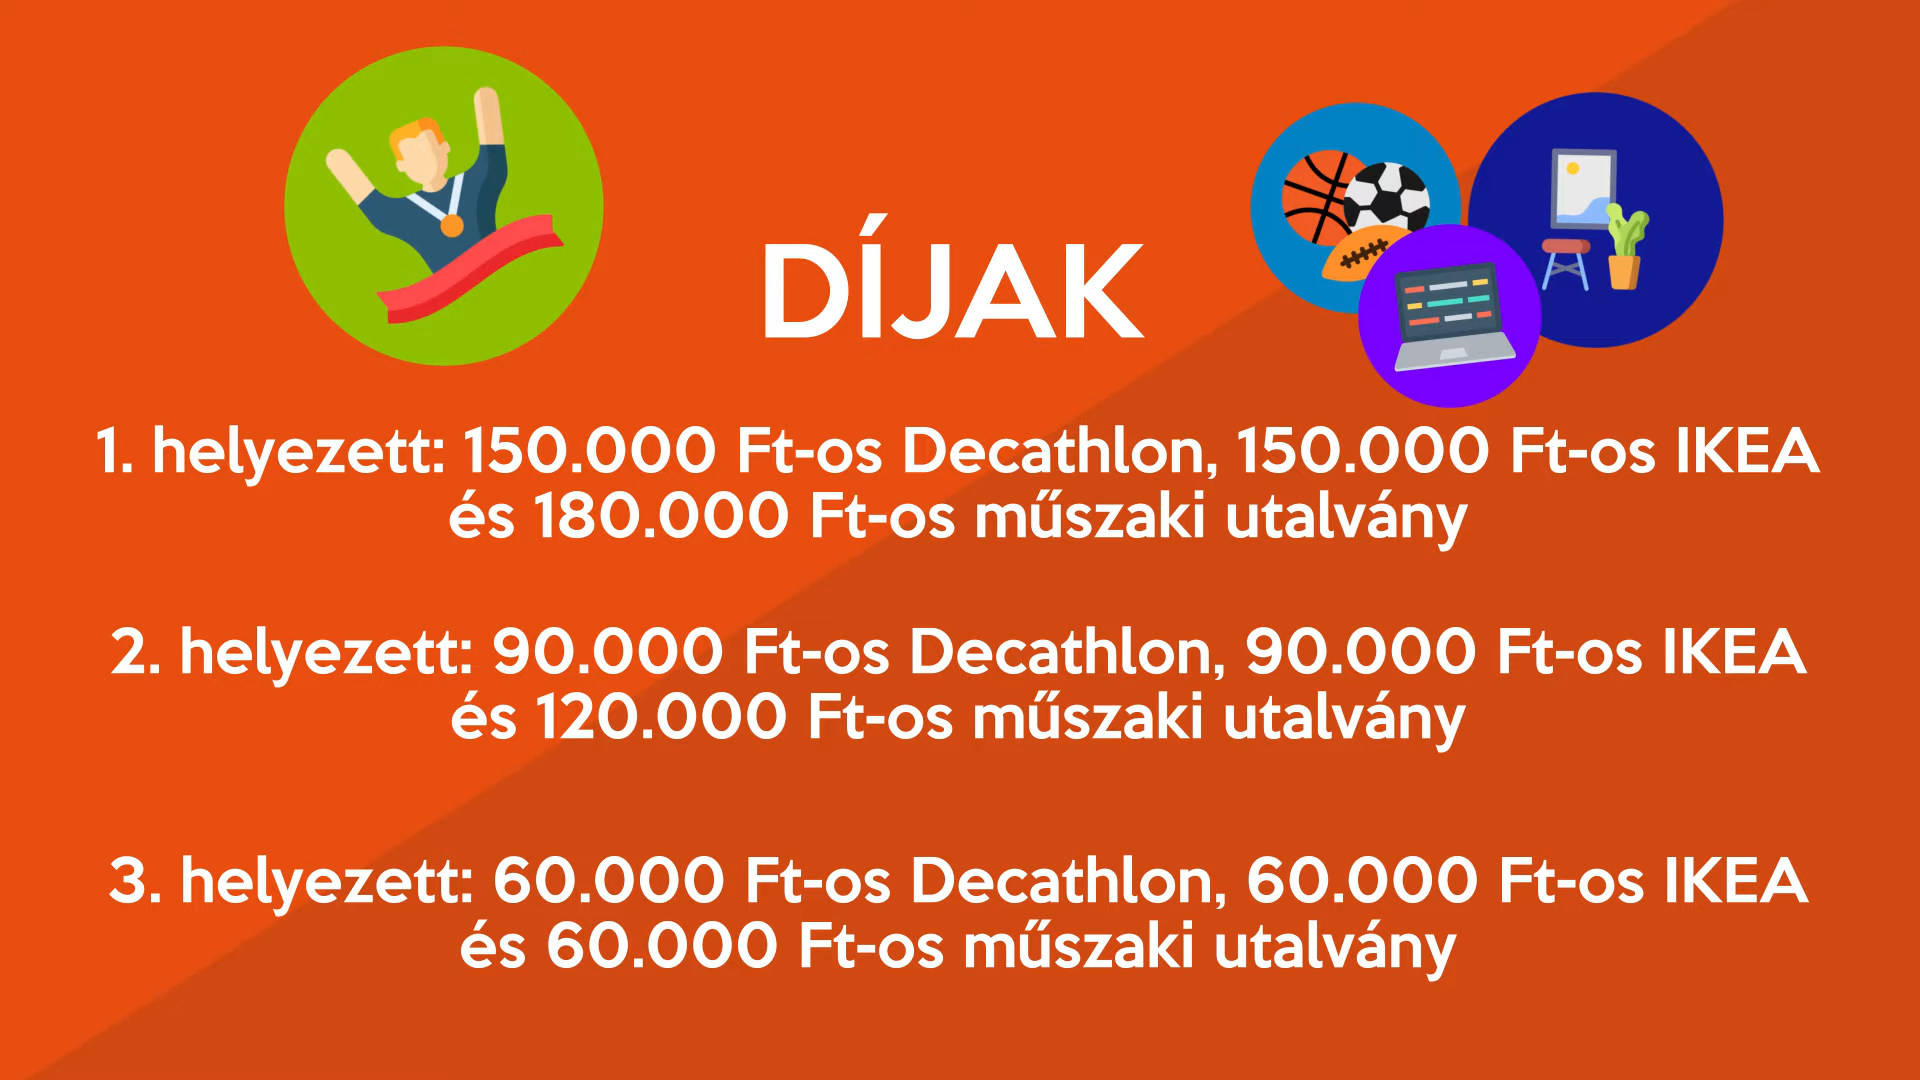 DÍJAK
1. helyezett: 150.000 Ft-os Decathlon, 150.000 Ft-os IKEA
és 180.000 Ft-os műszaki utalvány
2. helyezett: 90.000 Ft-os Decathlon, 90.000 Ft-os IKEA
és 120.000 Ft-os műszaki utalvány
3. helyezett: 60.000 Ft-os Decathlon, 60.000 Ft-os IKEA
és 60.000 Ft-os műszaki utalvány